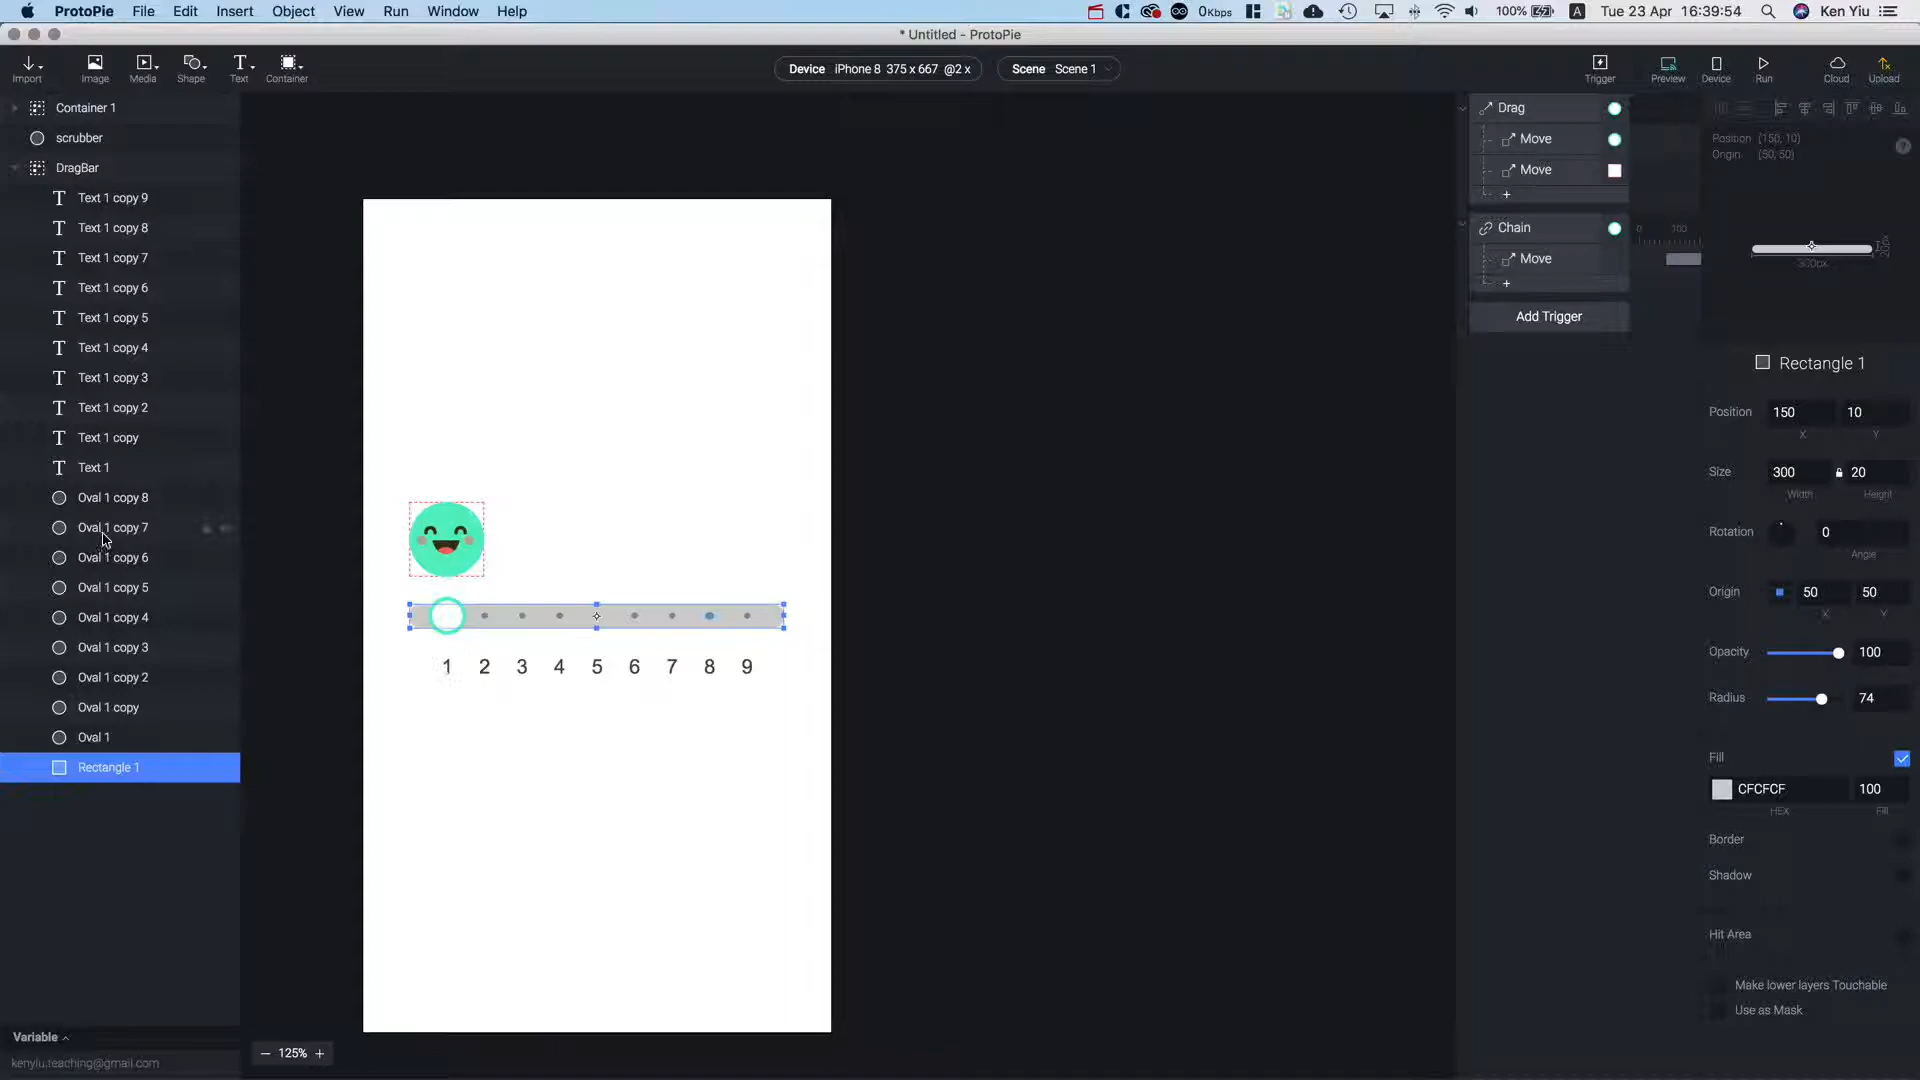 ProtoPie File Edit Insert Object View Run Window Help 0Kbps 100% A Tue 23 Apr 16:39:54 Ken Yiu
* Untitled - ProtoPie
Import Image Media Shape Text Container
Device iPhone 8 375 x 667 @2 x
Scene Scene 1
Trigger Preview Device Run Cloud Upload
Container 1
scrubber
DragBar
Text 1 copy 9
Text 1 copy 8
Text 1 copy 7
Text 1 copy 6
Text 1 copy 5
Text 1 copy 4
Text 1 copy 3
Text 1 copy 2
Text 1 copy
Text 1
Oval 1 copy 8
Oval 1 copy 7
Oval 1 copy 6
Oval 1 copy 5
Oval 1 copy 4
Oval 1 copy 3
Oval 1 copy 2
Oval 1 copy
Oval 1
Rectangle 1
Variable
kenyiu.teaching@gmail.com
1 2 3 4 5 6 7 8 9
125%
Drag
Move
Move
+
Chain
Move
+
Add Trigger
0 100
Position (150, 10)
Origin (50, 50)
?
300px
20px
Rectangle 1
Position 150 10
X Y
Size 300 20
Width Height
Rotation 0
Angle
Origin 50 50
X Y
Opacity 100
Radius 74
Fill
CFCFCF 100
HEX Fill
Border
Shadow
Hit Area
Make lower layers Touchable
Use as Mask